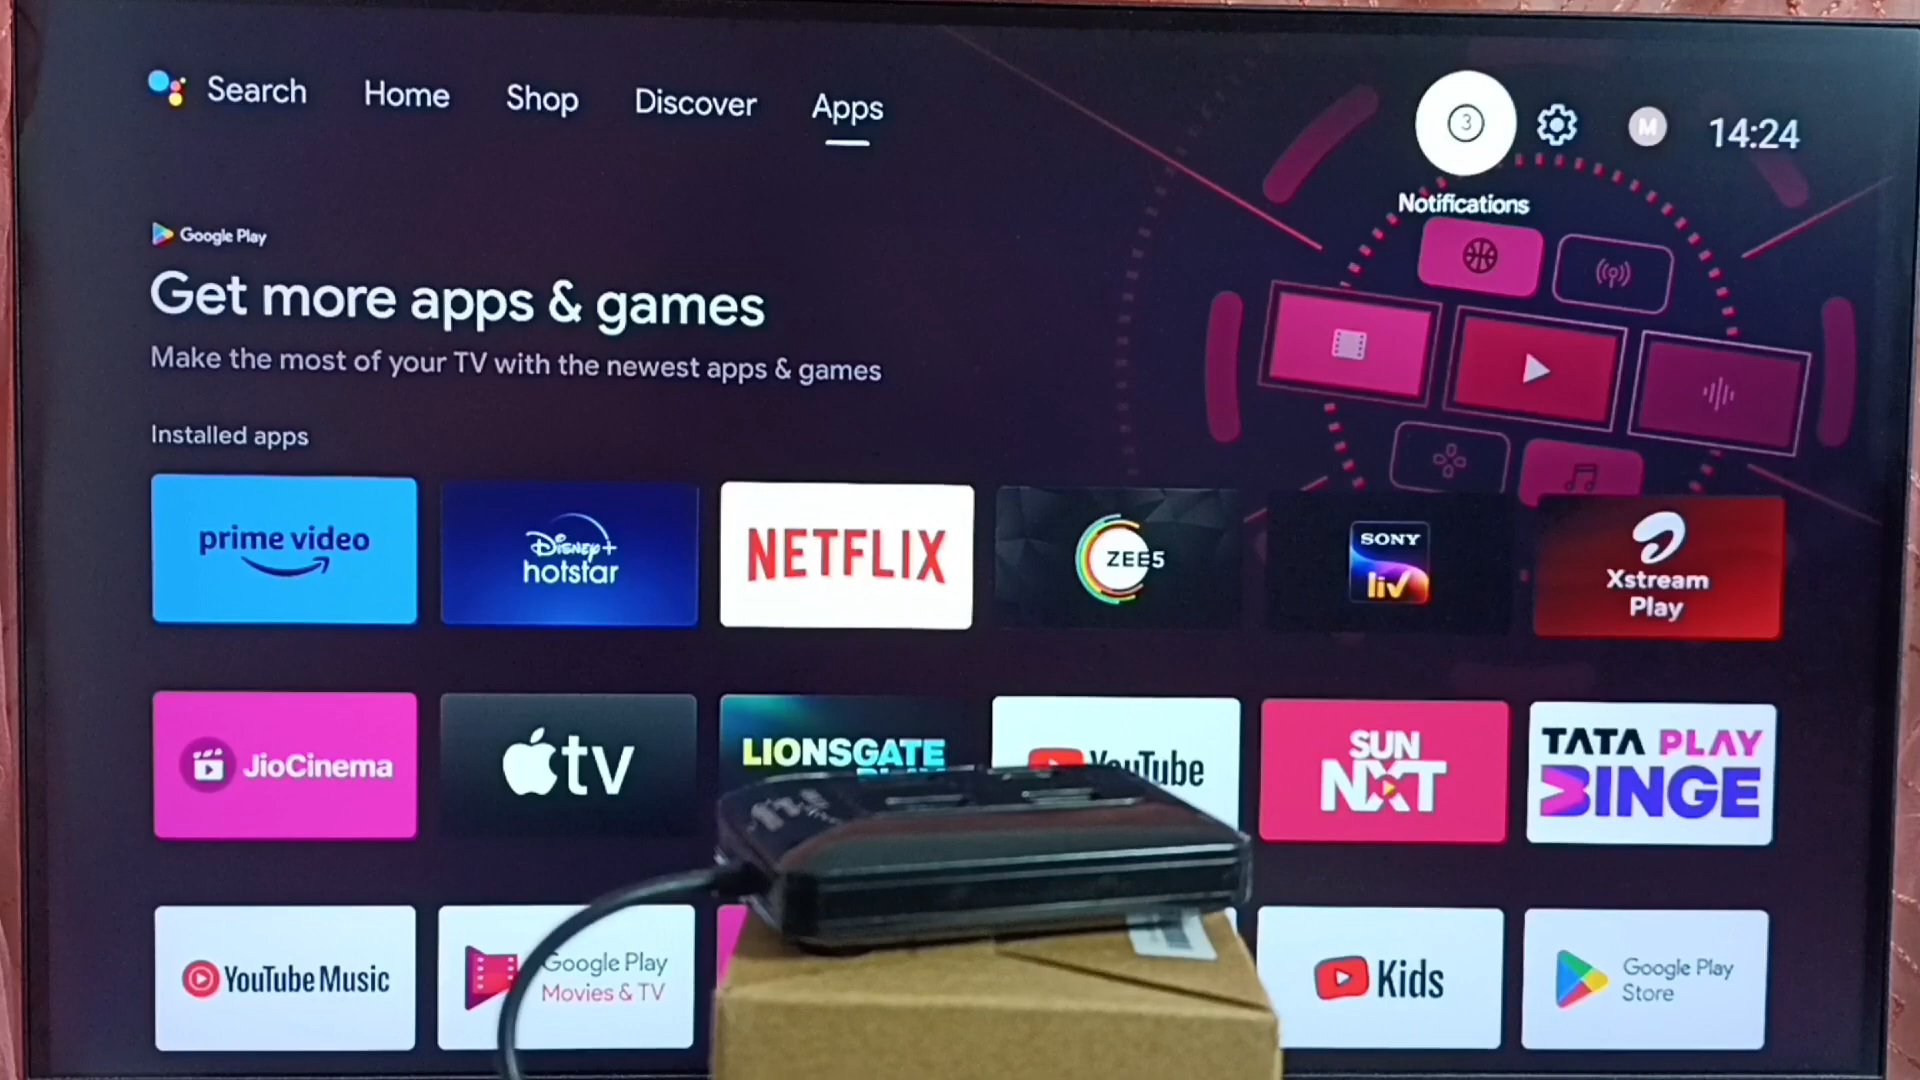 Search Home Shop Discover Apps
3
M
14:24
Notifications
Google Play
Get more apps & games
Make the most of your TV with the newest apps & games
Installed apps
prime video
Disney+
hotstar
NETFLIX
ZEE5
SONY
liv
Xstream
Play
JioCinema
tv
LIONSGATE
YouTube
SUN
NXT
TATA PLAY
BINGE
YouTube Music
Google Play
Movies & TV
Kids
Google Play
Store